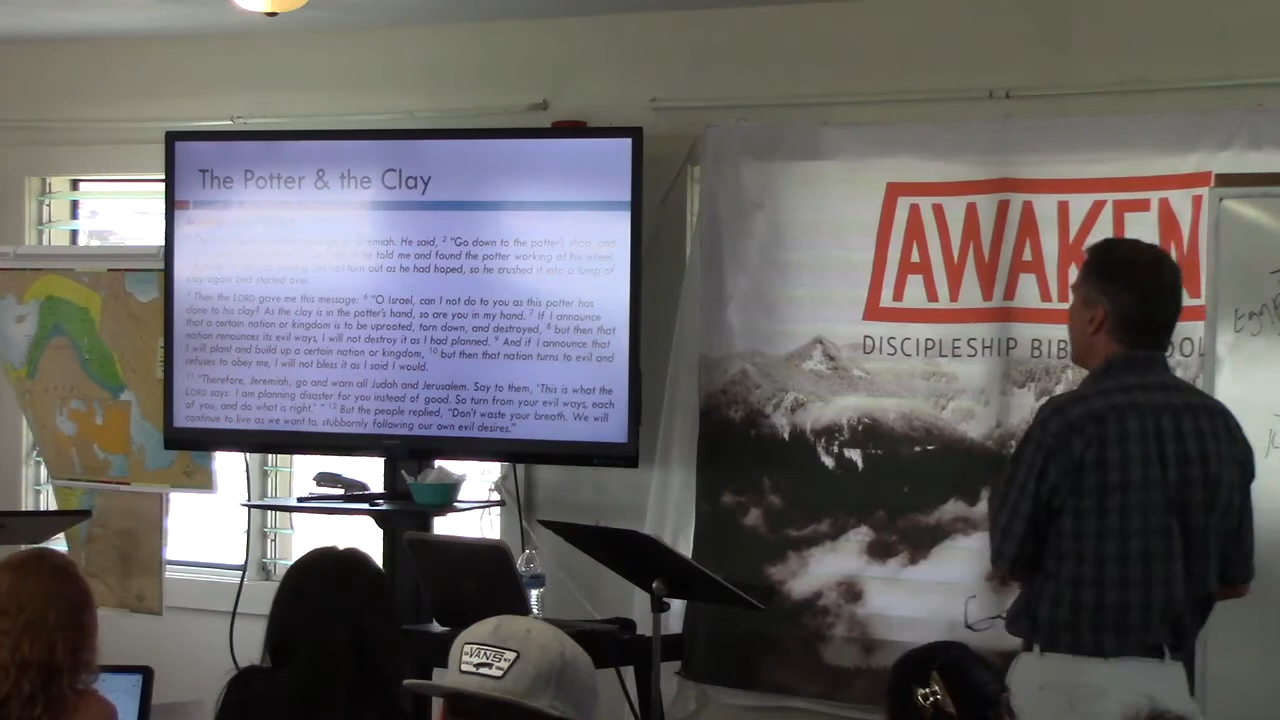 The Potter & the Clay
emiah. He said, 2 "Go down to the potter's shop, and
he told me and found the potter working at his wheel.
not turn out as he had hoped, so he crushed it into a lump of
clay again and started over.
5 Then the LORD gave me this message: 6 "O Israel, can I not do to you as this potter has
done to his clay? As the clay is in the potter's hand, so are you in my hand. 7 If I announce
that a certain nation or kingdom is to be uprooted, torn down, and destroyed, 8 but then that
nation renounces its evil ways, I will not destroy it as I had planned. 9 And if I announce that
I will plant and build up a certain nation or kingdom, 10 but then that nation turns to evil and
refuses to obey me, I will not bless it as I said I would.
11 "Therefore, Jeremiah, go and warn all Judah and Jerusalem. Say to them, 'This is what the
LORD says: I am planning disaster for you instead of good. So turn from your evil ways, each
of you, and do what is right.' " 12 But the people replied, "Don't waste your breath. We will
continue to live as we want to, stubbornly following our own evil desires."
AWAKEN
DISCIPLESHIP BIB OOL
VANS